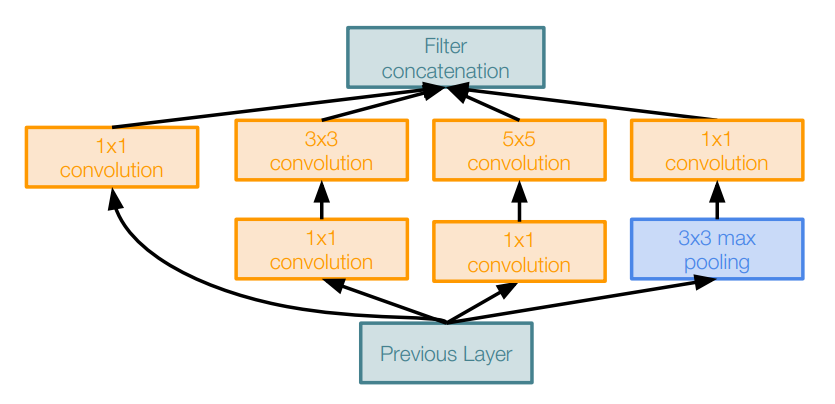 Filter
concatenation
1x1
convolution
3x3
convolution
5x5
convolution
1x1
convolution
1x1
convolution
1x1
convolution
3x3 max
pooling
Previous Layer